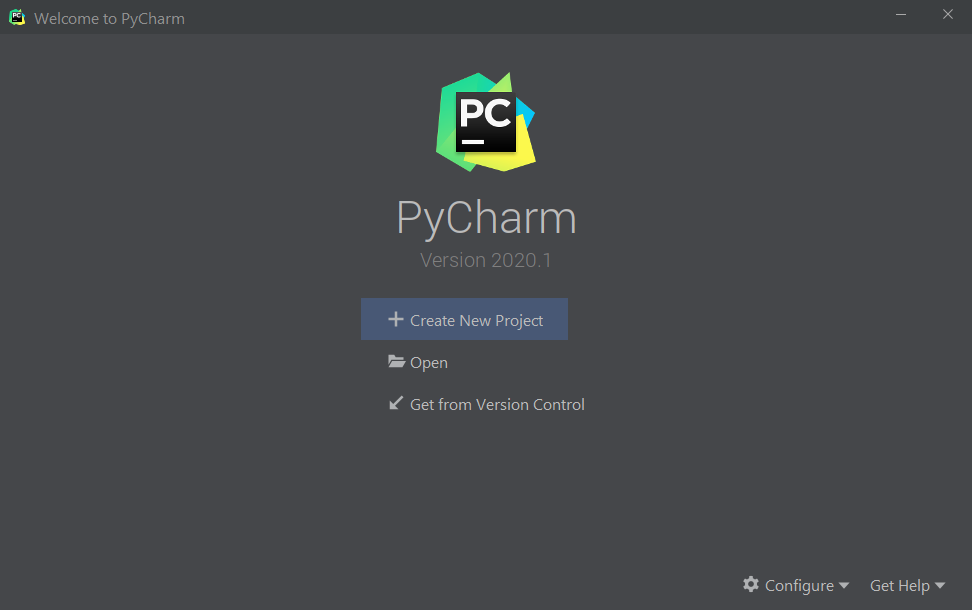 PC Welcome to PyCharm
PC
PyCharm
Version 2020.1
Create New Project
Open
Get from Version Control
Configure Get Help